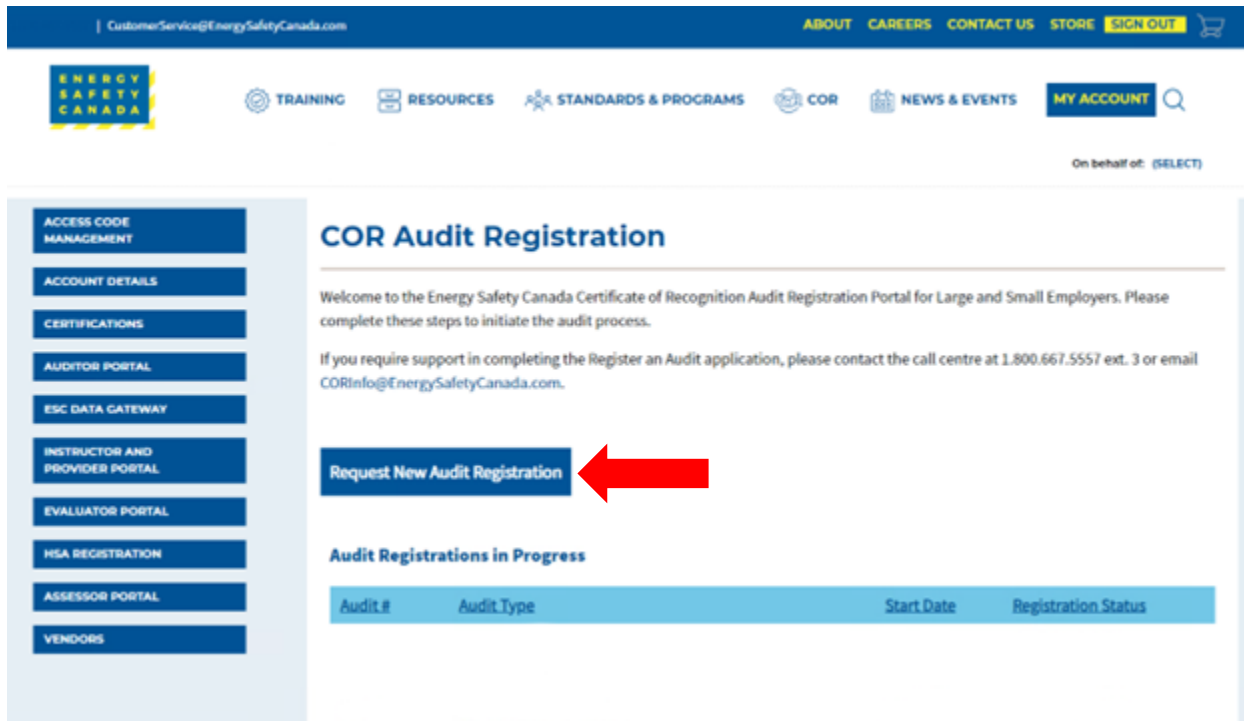 | CustomerService@EnergySafetyCanada.com
ABOUT CAREERS CONTACT US STORE SIGN OUT
ENERGY
SAFETY
CANADA
TRAINING RESOURCES STANDARDS & PROGRAMS COR NEWS & EVENTS MY ACCOUNT
On behalf of: (SELECT)
ACCESS CODE
MANAGEMENT
ACCOUNT DETAILS
CERTIFICATIONS
AUDITOR PORTAL
ESC DATA GATEWAY
INSTRUCTOR AND
PROVIDER PORTAL
EVALUATOR PORTAL
HSA REGISTRATION
ASSESSOR PORTAL
VENDORS
COR Audit Registration
Welcome to the Energy Safety Canada Certificate of Recognition Audit Registration Portal for Large and Small Employers. Please
complete these steps to initiate the audit process.
If you require support in completing the Register an Audit application, please contact the call centre at 1.800.667.5557 ext. 3 or email
CORInfo@EnergySafetyCanada.com.
Request New Audit Registration
Audit Registrations in Progress
Audit # Audit Type Start Date Registration Status